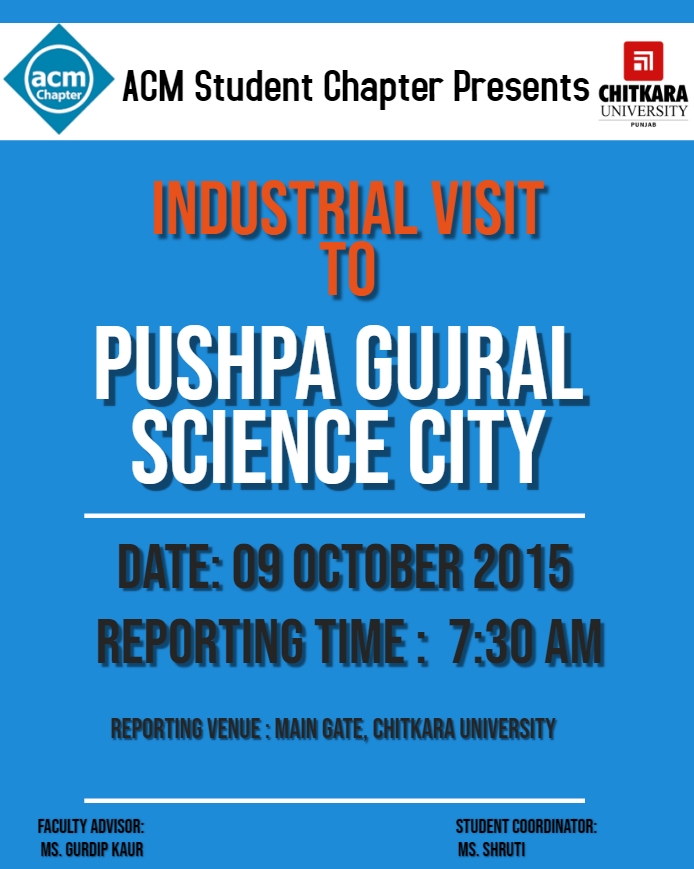 acm
Chapter
ACM Student Chapter Presents
CHITKARA
UNIVERSITY
PUNJAB
INDUSTRIAL VISIT
TO
PUSHPA GUJRAL
SCIENCE CITY
DATE: 09 OCTOBER 2015
REPORTING TIME : 7:30 AM
REPORTING VENUE : MAIN GATE, CHITKARA UNIVERSITY
FACULTY ADVISOR:
MS. GURDIP KAUR
STUDENT COORDINATOR:
MS. SHRUTI